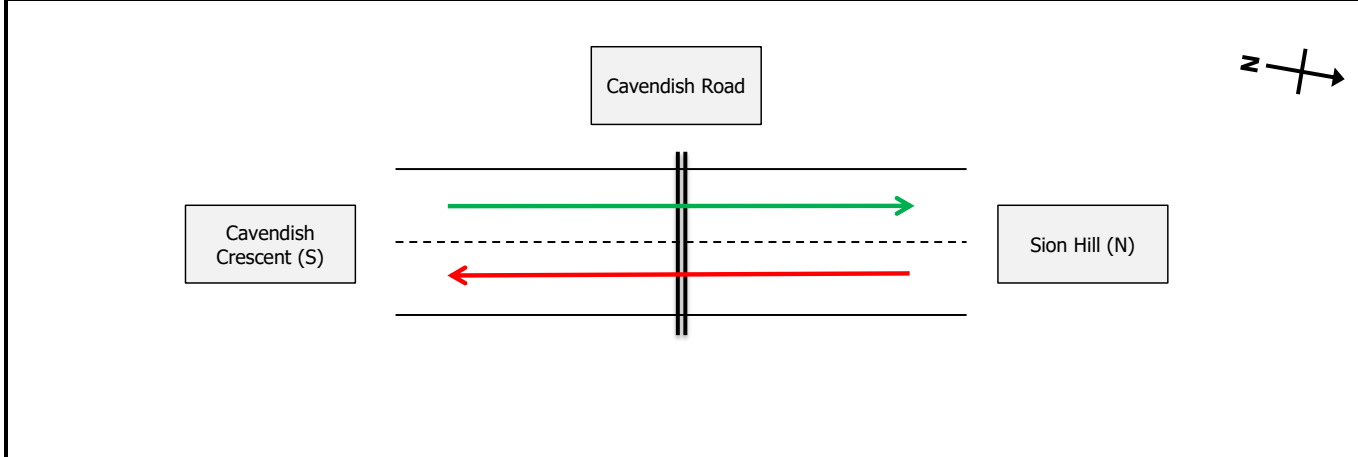 Cavendish Road
N
Cavendish
Crescent (S)
Sion Hill (N)